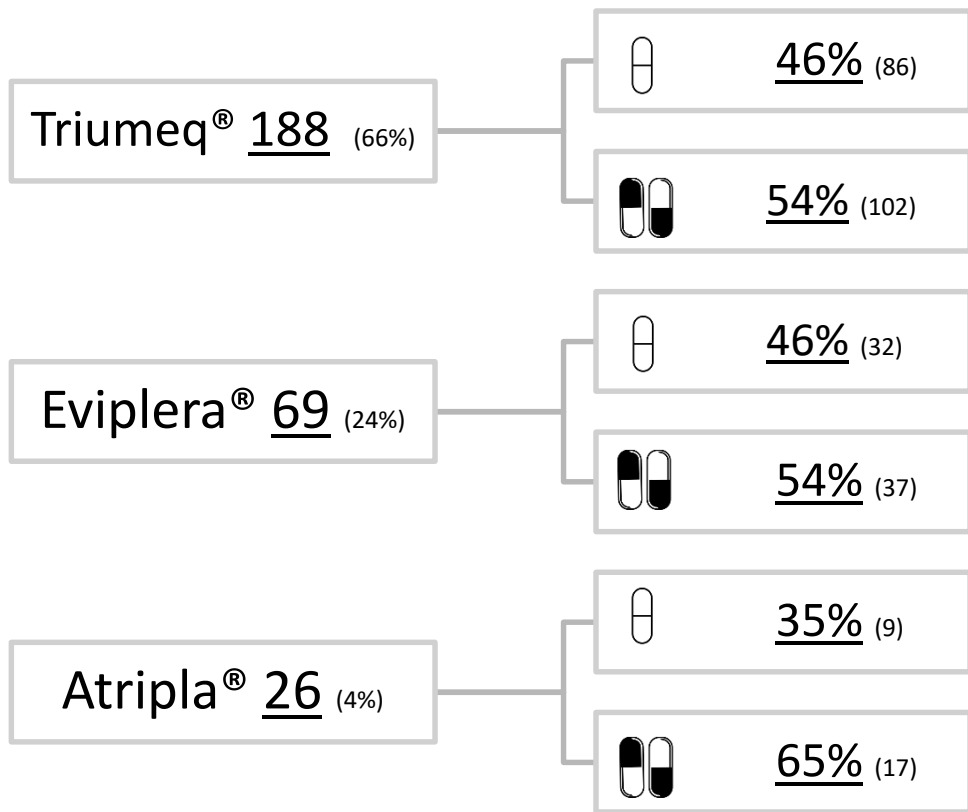 Triumeq® 188 (66%)
46% (86)
54% (102)
Eviplera® 69 (24%)
46% (32)
54% (37)
Atripla® 26 (4%)
35% (9)
65% (17)